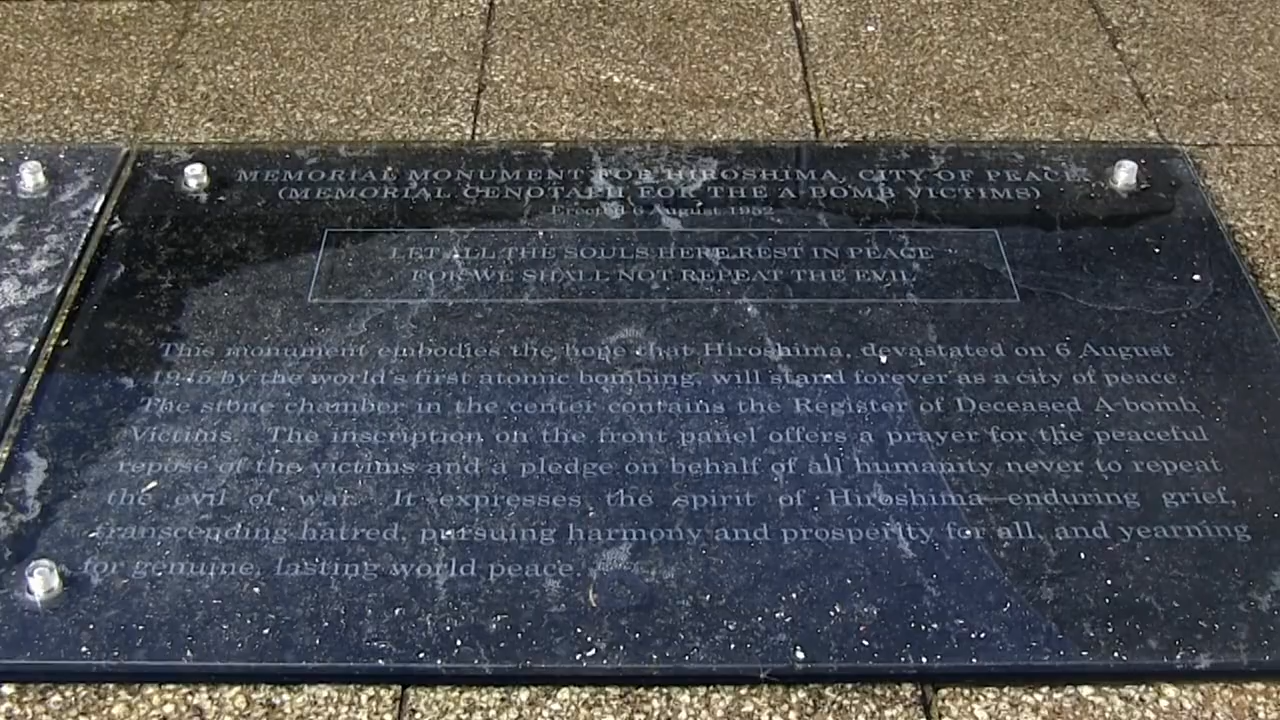 MEMORIAL MONUMENT FOR HIROSHIMA, CITY OF PEACE
(MEMORIAL CENOTAPH FOR THE A-BOMB VICTIMS)
Erected 6 August 1952
LET ALL THE SOULS HERE REST IN PEACE
FOR WE SHALL NOT REPEAT THE EVIL
This monument embodies the hope that Hiroshima, devastated on 6 August
1945 by the world's first atomic bombing, will stand forever as a city of peace.
The stone chamber in the center contains the Register of Deceased A-bomb
Victims. The inscription on the front panel offers a prayer for the peaceful
repose of the victims and a pledge on behalf of all humanity never to repeat
the evil of war. It expresses the spirit of Hiroshima—enduring grief,
transcending hatred, pursuing harmony and prosperity for all, and yearning
for genuine, lasting world peace